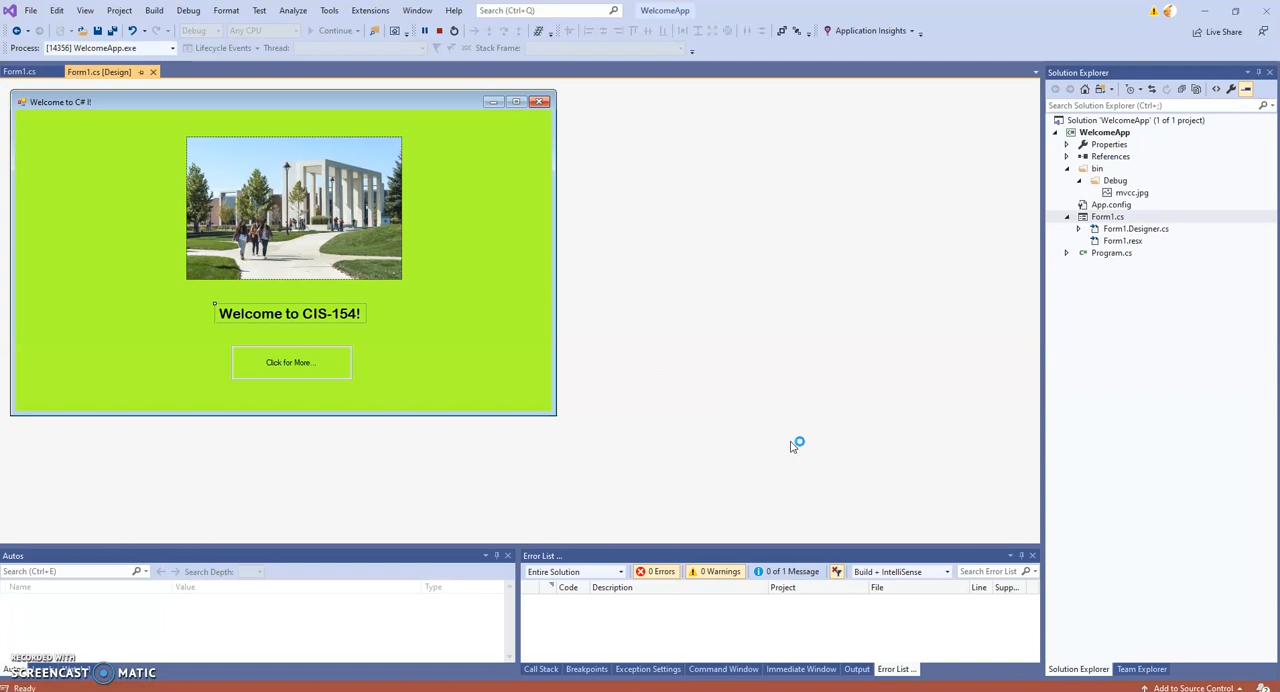 File Edit View Project Build Debug Format Test Analyze Tools Extensions Window Help Search (Ctrl+Q) WelcomeApp
Debug Any CPU Continue Application Insights Live Share
Process: [14356] WelcomeApp.exe Lifecycle Events Thread: Stack Frame:
Form1.cs Form1.cs [Design] Solution Explorer
Search Solution Explorer (Ctrl+;)
Welcome to C# I!
Welcome to CIS-154!
Click for More...
Solution 'WelcomeApp' (1 of 1 project)
WelcomeApp
Properties
References
bin
Debug
mvcc.jpg
App.config
Form1.cs
Form1.Designer.cs
Form1.resx
Program.cs
Autos
Search (Ctrl+E) Search Depth:
Name Value Type
Error List ...
Entire Solution 0 Errors 0 Warnings 0 of 1 Message Build + IntelliSense Search Error List
Code Description Project File Line Supp...
RECORDED WITH
SCREENCAST MATIC
Call Stack Breakpoints Exception Settings Command Window Immediate Window Output Error List ... Solution Explorer Team Explorer
Ready Add to Source Control